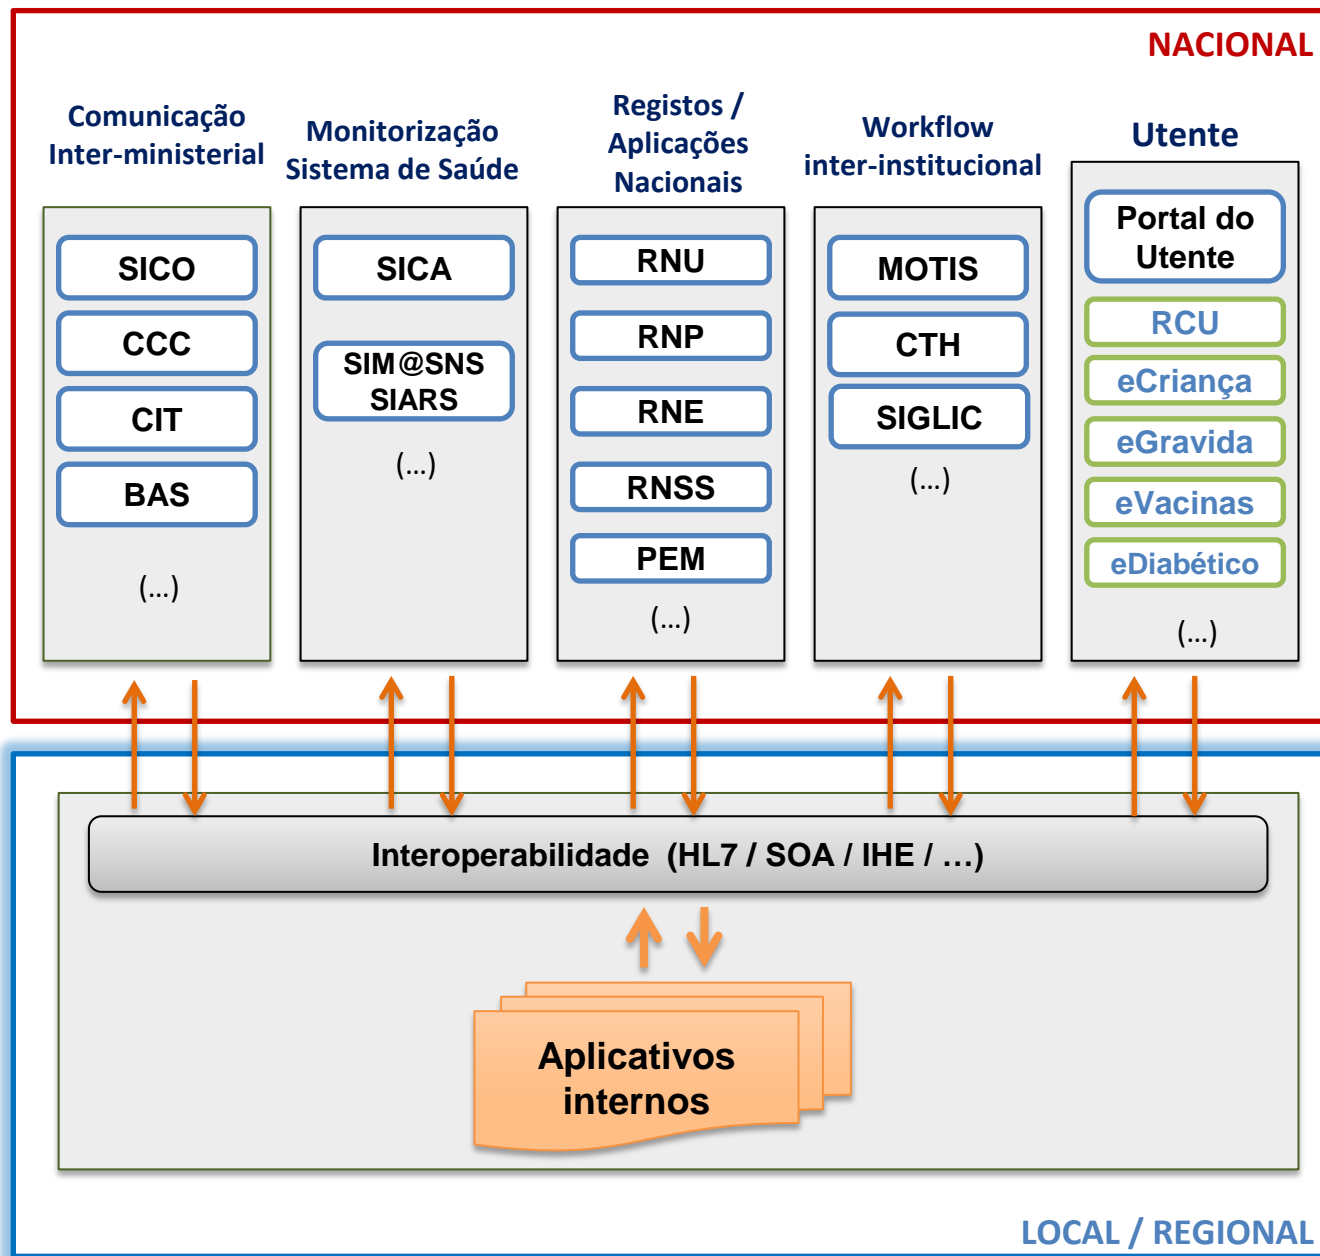 NACIONAL
Comunicação
Inter-ministerial
SICO
CCC
CIT
BAS
(...)
Monitorização
Sistema de Saúde
SICA
SIM@SNS
SIARS
(...)
Registos /
Aplicações
Nacionais
RNU
RNP
RNE
RNSS
PEM
(...)
Workflow
inter-institucional
MOTIS
CTH
SIGLIC
(...)
Utente
Portal do
Utente
RCU
eCriança
eGravida
eVacinas
eDiabético
(...)
Interoperabilidade (HL7 / SOA / IHE / ...)
Aplicativos
internos
LOCAL / REGIONAL